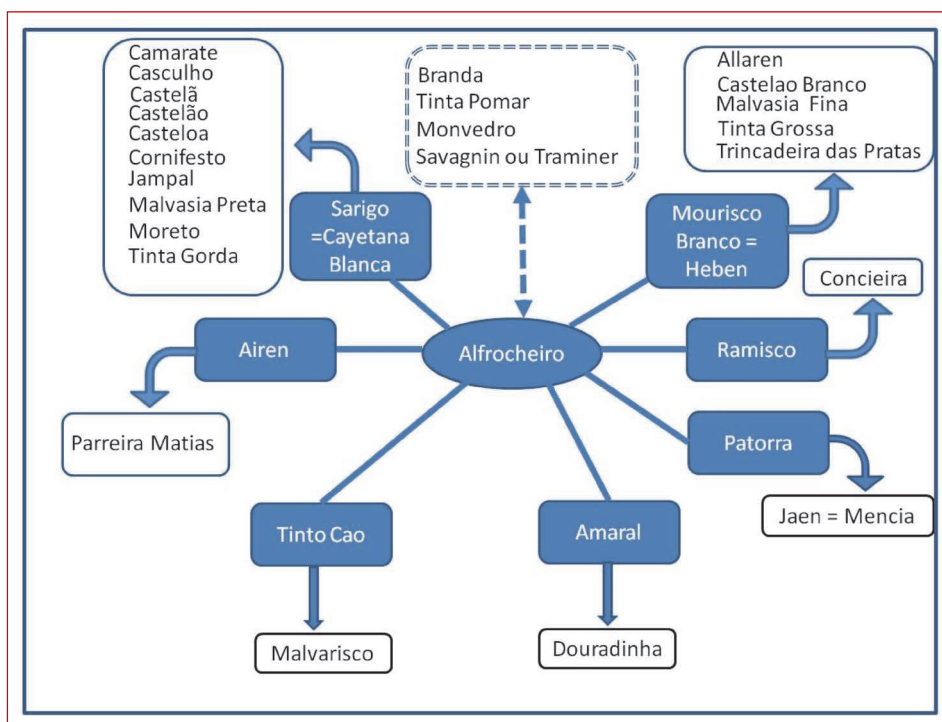 Camarate
Casculho
Castelã
Castelão
Casteloa
Cornifesto
Jampal
Malvasia Preta
Moreto
Tinta Gorda
Branda
Tinta Pomar
Monvedro
Savagnin ou Traminer
Allaren
Castelao Branco
Malvasia Fina
Tinta Grossa
Trincadeira das Pratas
Sarigo
=Cayetana
Blanca
Mourisco
Branco =
Heben
Concieira
Airen
Alfrocheiro
Ramisco
Parreira Matias
Patorra
Jaen = Mencia
Tinto Cao
Amaral
Malvarisco
Douradinha